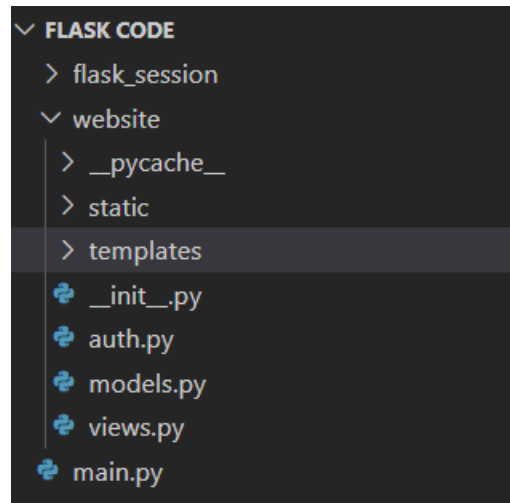 FLASK CODE
flask_session
website
__pycache__
static
templates
__init__.py
auth.py
models.py
views.py
main.py